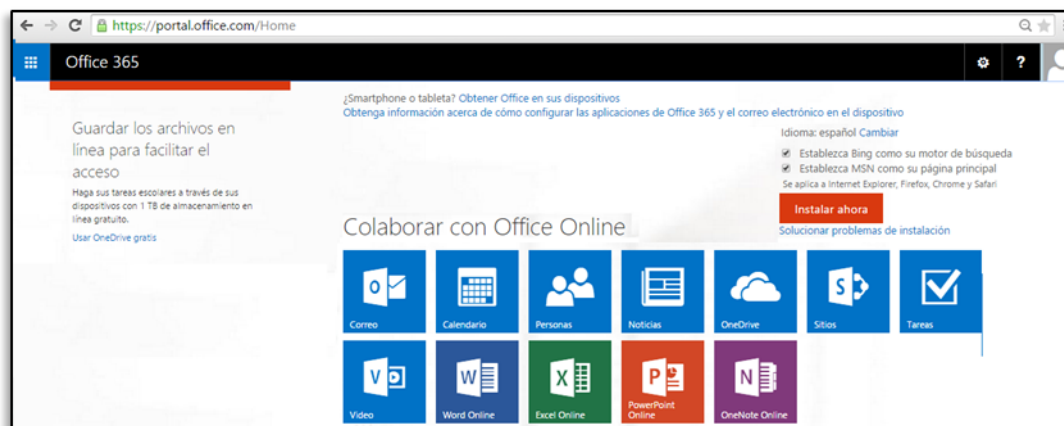 https://portal.office.com/Home
Office 365
?
Guardar los archivos en
línea para facilitar el
acceso
Haga sus tareas escolares a través de sus
dispositivos con 1 TB de almacenamiento en
línea gratuito.
Usar OneDrive gratis
¿Smartphone o tableta? Obtener Office en sus dispositivos
Obtenga información acerca de cómo configurar las aplicaciones de Office 365 y el correo electrónico en el dispositivo
Idioma: español Cambiar
Establezca Bing como su motor de búsqueda
Establezca MSN como su página principal
Se aplica a Internet Explorer, Firefox, Chrome y Safari
Instalar ahora
Solucionar problemas de instalación
Colaborar con Office Online
Correo
Calendario
Personas
Noticias
OneDrive
Sitios
Tareas
Video
Word Online
Excel Online
PowerPoint
Online
OneNote Online